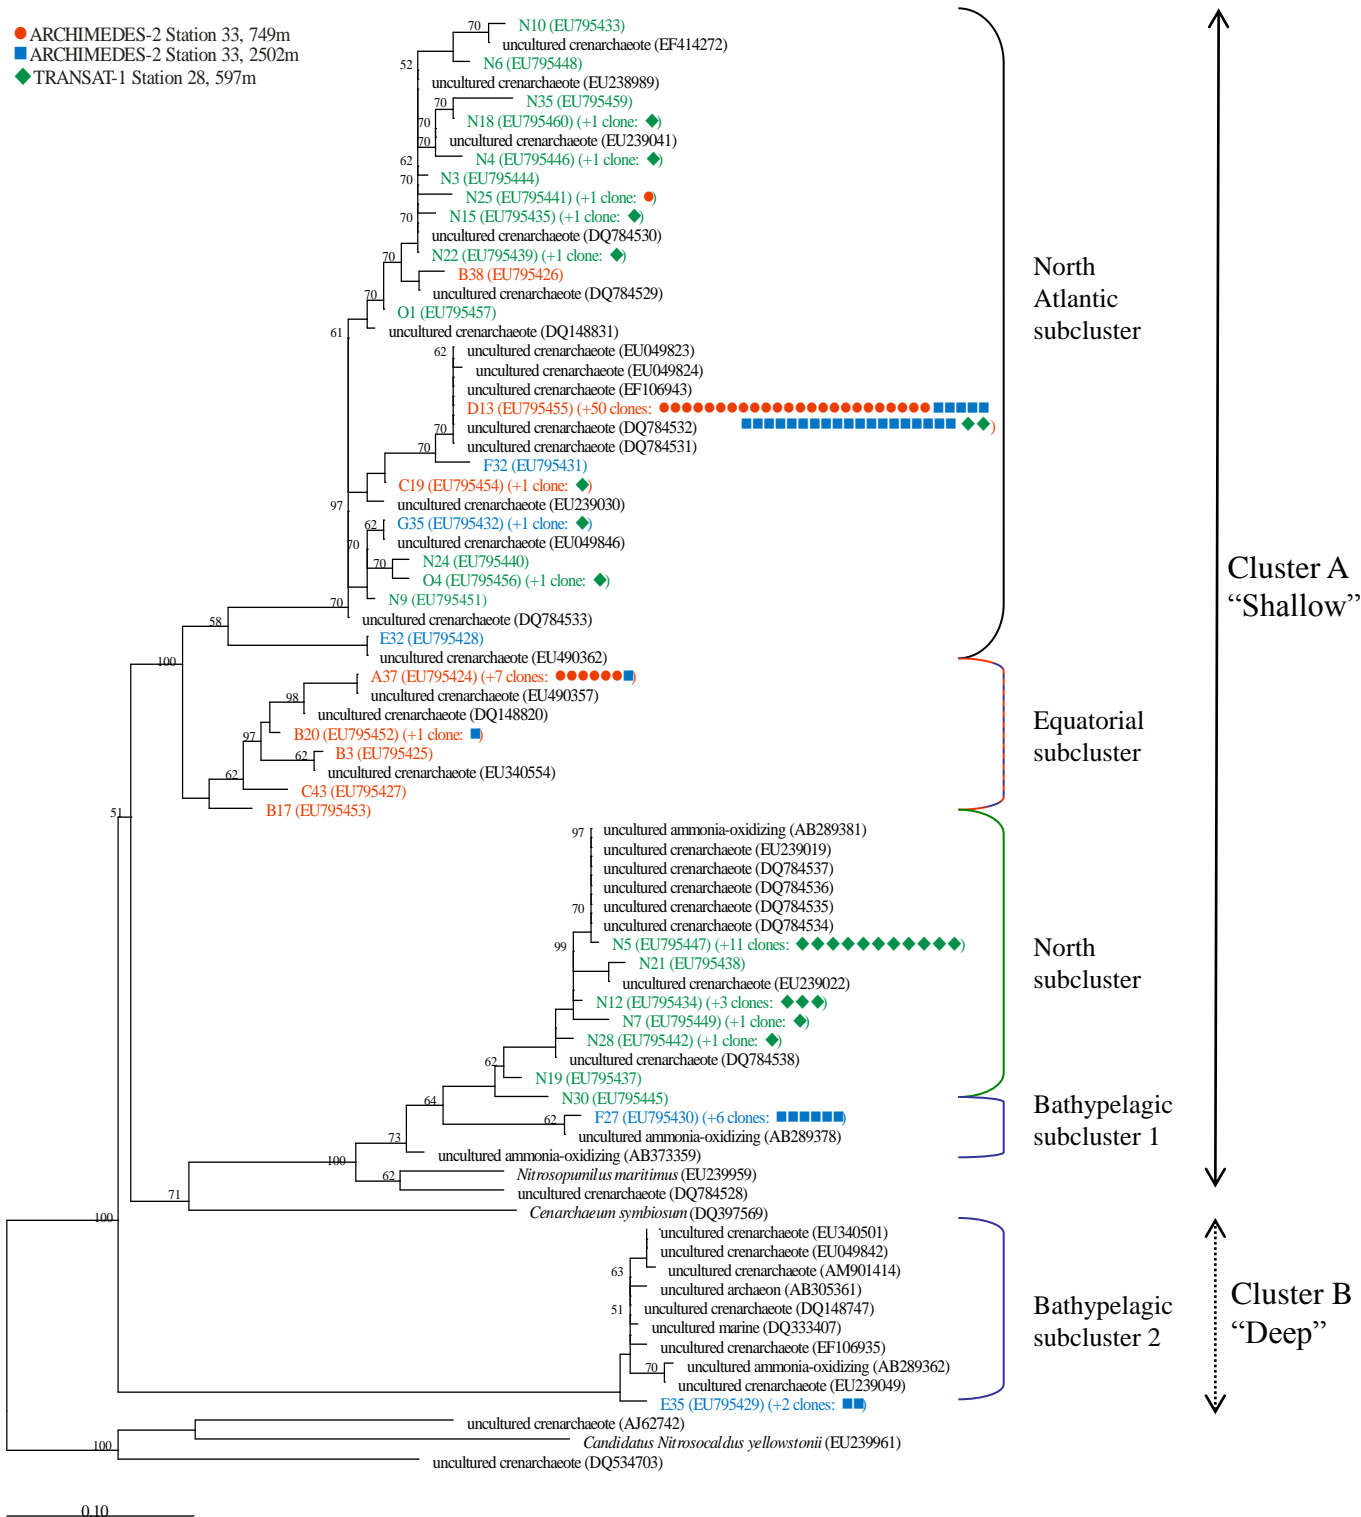 ARCHIMEDES-2 Station 33, 749m
ARCHIMEDES-2 Station 33, 2502m
TRANSAT-1 Station 28, 597m
70 N10 (EU795433)
uncultured crenarchaeote (EF414272)
52 N6 (EU795448)
uncultured crenarchaeote (EU238989)
70 N35 (EU795459)
70 N18 (EU795460) (+1 clone: )
70 uncultured crenarchaeote (EU239041)
62 N4 (EU795446) (+1 clone: )
70 N3 (EU795444)
N25 (EU795441) (+1 clone: )
70 N15 (EU795435) (+1 clone: )
uncultured crenarchaeote (DQ784530)
70 N22 (EU795439) (+1 clone: )
B38 (EU795426)
70 uncultured crenarchaeote (DQ784529)
O1 (EU795457)
61 uncultured crenarchaeote (DQ148831)
62 uncultured crenarchaeote (EU049823)
uncultured crenarchaeote (EU049824)
uncultured crenarchaeote (EF106943)
D13 (EU795455) (+50 clones:
70 uncultured crenarchaeote (DQ784532) )
70 uncultured crenarchaeote (DQ784531)
F32 (EU795431)
C19 (EU795454) (+1 clone: )
97 uncultured crenarchaeote (EU239030)
62 G35 (EU795432) (+1 clone: )
70 uncultured crenarchaeote (EU049846)
70 N24 (EU795440)
O4 (EU795456) (+1 clone: )
70 N9 (EU795451)
uncultured crenarchaeote (DQ784533)
58 E32 (EU795428)
100 uncultured crenarchaeote (EU490362)
A37 (EU795424) (+7 clones: )
98 uncultured crenarchaeote (EU490357)
uncultured crenarchaeote (DQ148820)
97 B20 (EU795452) (+1 clone: )
62 B3 (EU795425)
62 uncultured crenarchaeote (EU340554)
C43 (EU795427)
51 B17 (EU795453)
97 uncultured ammonia-oxidizing (AB289381)
uncultured crenarchaeote (EU239019)
uncultured crenarchaeote (DQ784537)
uncultured crenarchaeote (DQ784536)
70 uncultured crenarchaeote (DQ784535)
uncultured crenarchaeote (DQ784534)
99 N5 (EU795447) (+11 clones: )
N21 (EU795438)
uncultured crenarchaeote (EU239022)
N12 (EU795434) (+3 clones: )
N7 (EU795449) (+1 clone: )
N28 (EU795442) (+1 clone: )
62 uncultured crenarchaeote (DQ784538)
N19 (EU795437)
64 N30 (EU795445)
62 F27 (EU795430) (+6 clones: )
73 uncultured ammonia-oxidizing (AB289378)
100 uncultured ammonia-oxidizing (AB373359)
62 Nitrosopumilus maritimus (EU239959)
71 uncultured crenarchaeote (DQ784528)
100 Cenarchaeum symbiosum (DQ397569)
uncultured crenarchaeote (EU340501)
uncultured crenarchaeote (EU049842)
63 uncultured crenarchaeote (AM901414)
uncultured archaeon (AB305361)
51 uncultured crenarchaeote (DQ148747)
uncultured marine (DQ333407)
uncultured crenarchaeote (EF106935)
70 uncultured ammonia-oxidizing (AB289362)
uncultured crenarchaeote (EU239049)
E35 (EU795429) (+2 clones: )
uncultured crenarchaeote (AJ62742)
100 Candidatus Nitrosocaldus yellowstonii (EU239961)
uncultured crenarchaeote (DQ534703)
0.10
North
Atlantic
subcluster
Equatorial
subcluster
North
subcluster
Bathypelagic
subcluster 1
Bathypelagic
subcluster 2
Cluster A
“Shallow”
Cluster B
“Deep”